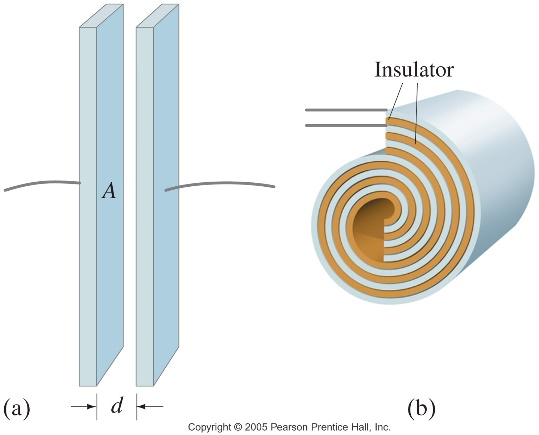 Insulator
A
(a)
d
(b)
Copyright © 2005 Pearson Prentice Hall, Inc.